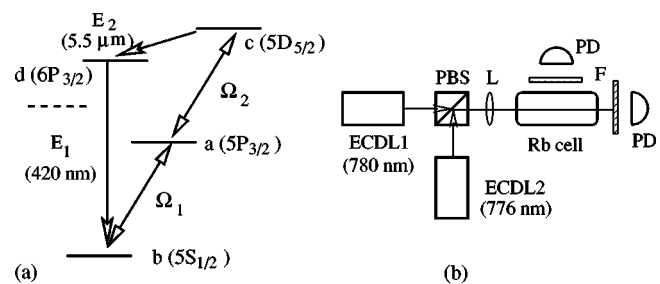 E₂
(5.5 μm)
c (5D₅/₂)
d (6P₃/₂)
Ω₂
E₁
(420 nm)
a (5P₃/₂)
Ω₁
b (5S₁/₂)
(a)
PD
PBS
L
F
ECDL1
(780 nm)
Rb cell
PD
ECDL2
(776 nm)
(b)